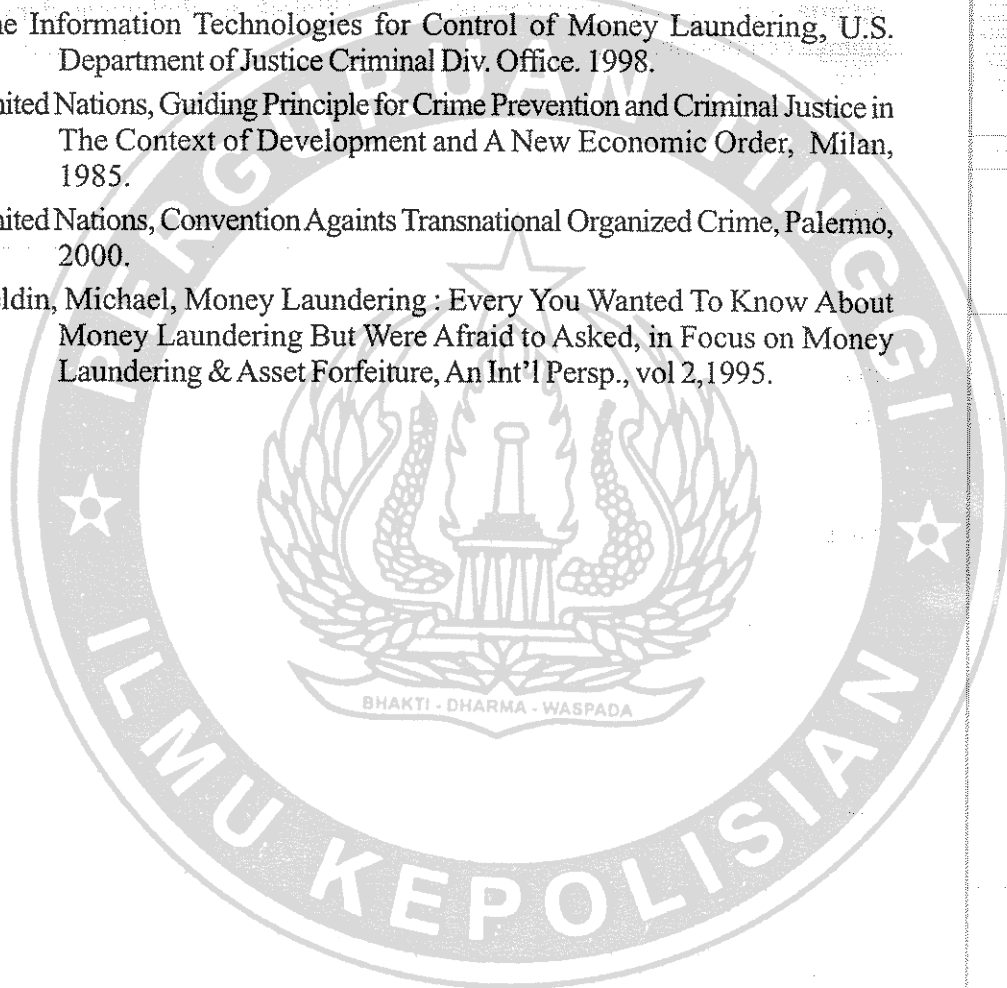 e Information Technologies for Control of Money Laundering, U.S.
Department of Justice Criminal Div. Office. 1998.
nited Nations, Guiding Principle for Crime Prevention and Criminal Justice in
The Context of Development and A New Economic Order, Milan,
1985.
nited Nations, Convention Againts Transnational Organized Crime, Palermo,
2000.
ldin, Michael, Money Laundering : Every You Wanted To Know About
Money Laundering But Were Afraid to Asked, in Focus on Money
Laundering & Asset Forfeiture, An Int'l Persp., vol 2,1995.
PERGURUAN TINGGI
BHAKTI - DHARMA - WASPADA
ILMU KEPOLISIAN